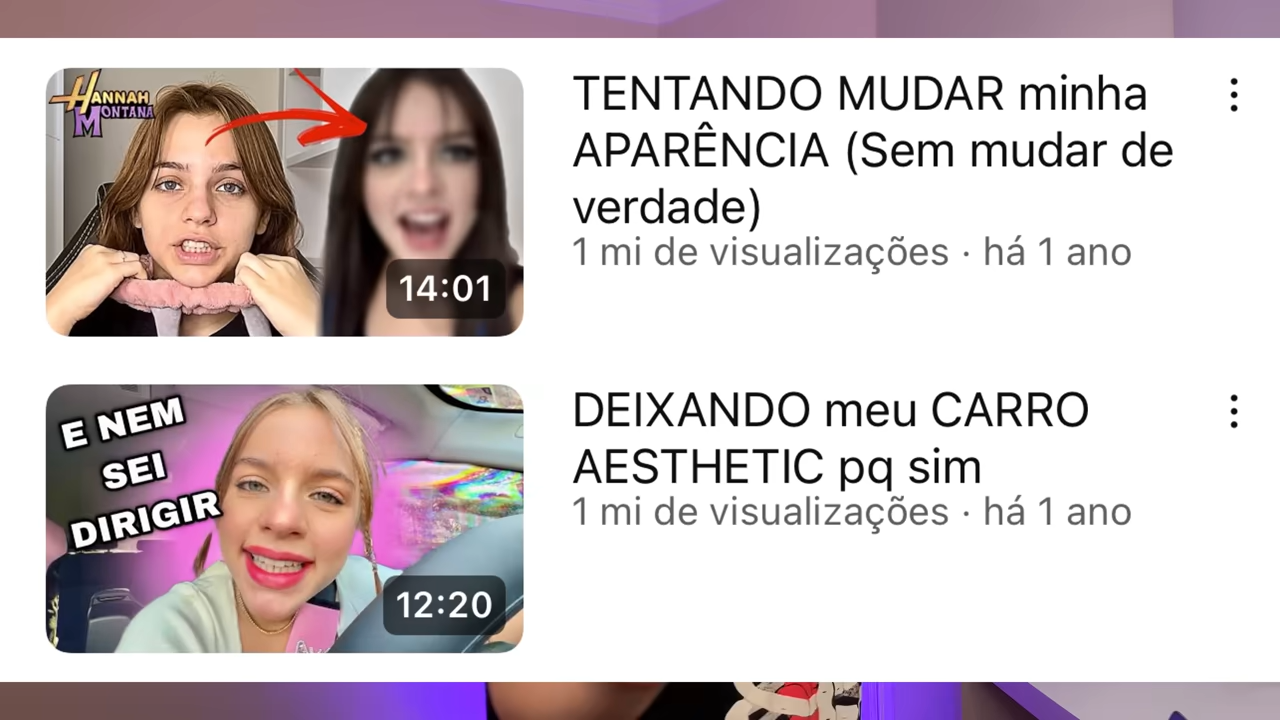 HANNAH
MONTANA
14:01
TENTANDO MUDAR minha
APARÊNCIA (Sem mudar de
verdade)
1 mi de visualizações · há 1 ano
E NEM
SEI
DIRIGIR
12:20
DEIXANDO meu CARRO
AESTHETIC pq sim
1 mi de visualizações · há 1 ano